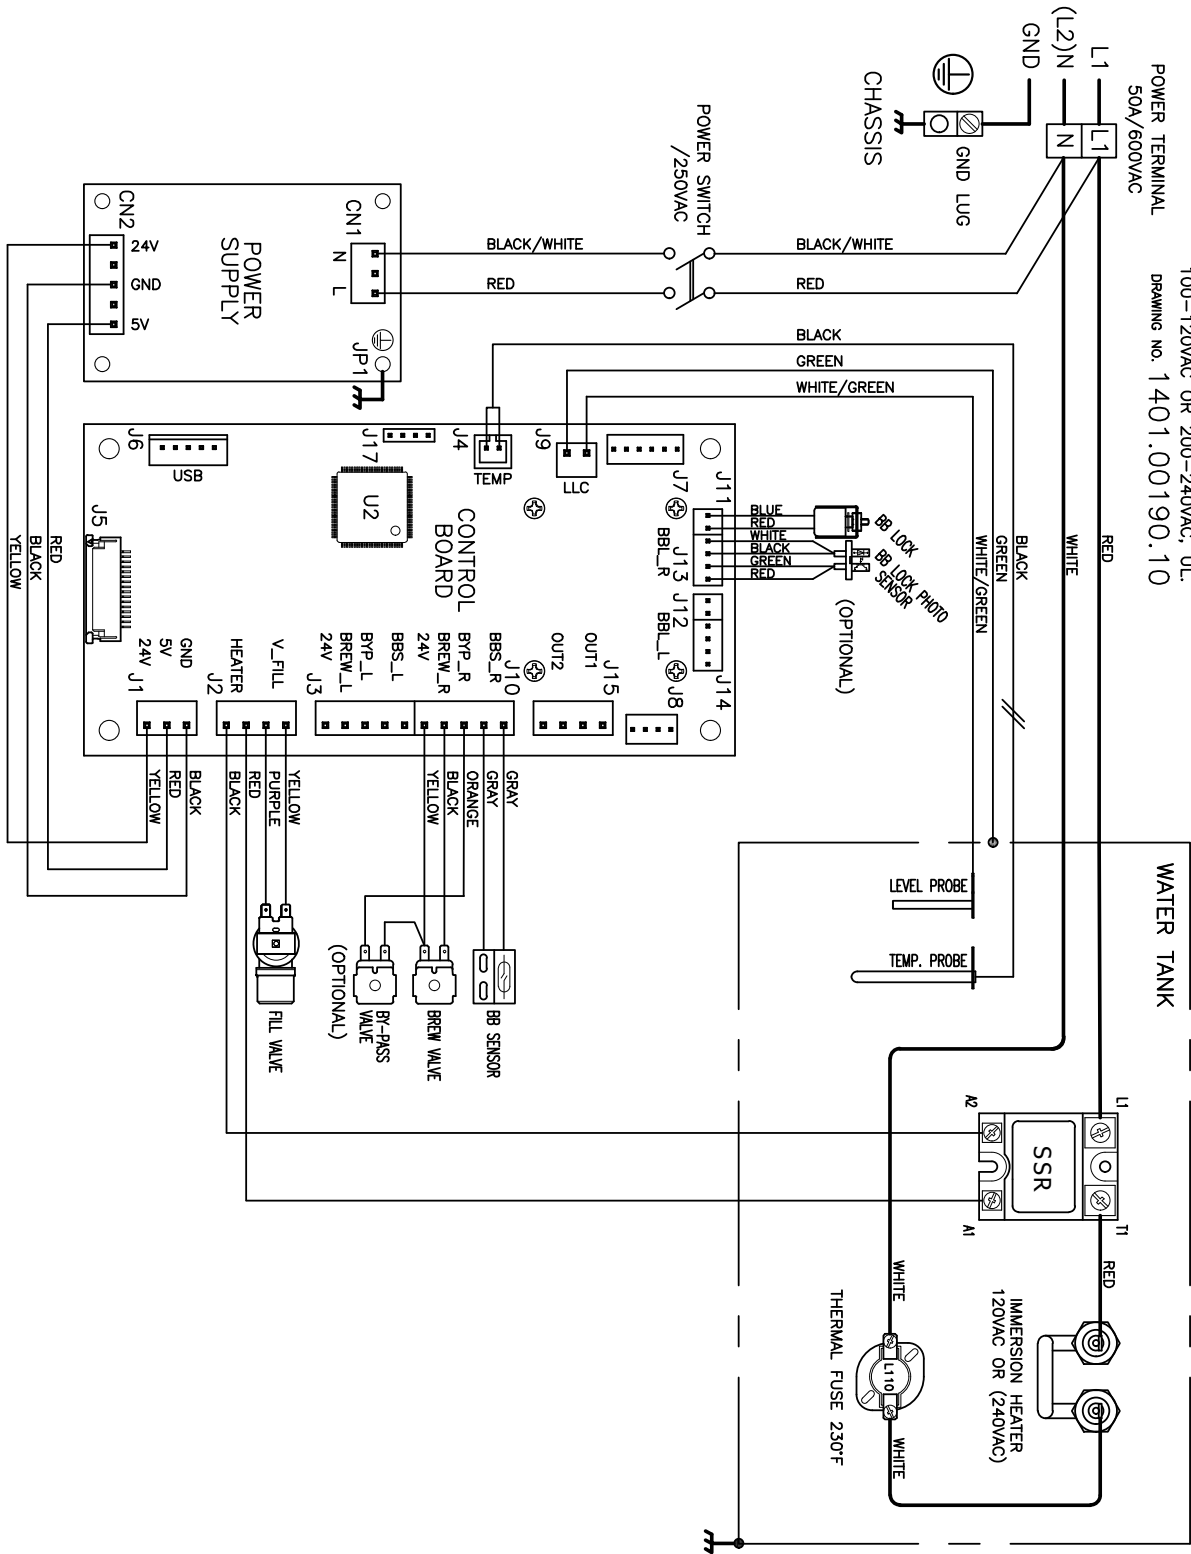 100-120VAC OR 200-240VAC, UL.
DRAWING NO. 1401.00190.10
POWER TERMINAL
50A/600VAC
L1
(L2)N
GND
L1
N
GND LUG
CHASSIS
POWER SWITCH
/250VAC
BLACK/WHITE
RED
BLACK/WHITE
RED
RED
WHITE
CN1
N
L
JP1
POWER
SUPPLY
CN2
24V
GND
5V
BLACK
GREEN
WHITE/GREEN
BLACK
GREEN
WHITE/GREEN
J6
USB
J17
J4
TEMP
J9
LLC
J7
J11
J13
BBL_R
J12
BBL_L
J14
J8
U2
CONTROL
BOARD
BLUE
RED
WHITE
BLACK
GREEN
RED
BB LOCK
BB LOCK PHOTO
SENSOR
(OPTIONAL)
J5
RED
BLACK
YELLOW
J1
GND
5V
24V
J2
V_FILL
HEATER
J3
BBS_L
BYP_L
BREW_L
24V
J10
BBS_R
BYP_R
BREW_R
24V
J15
OUT1
OUT2
GRAY
GRAY
ORANGE
BLACK
YELLOW
YELLOW
PURPLE
RED
BLACK
BLACK
RED
YELLOW
BB SENSOR
BREW VALVE
BY-PASS
VALVE
(OPTIONAL)
FILL VALVE
WATER TANK
LEVEL PROBE
TEMP. PROBE
L1
A2
SSR
T1
A1
RED
IMMERSION HEATER
120VAC OR (240VAC)
WHITE
L110
WHITE
THERMAL FUSE 230°F